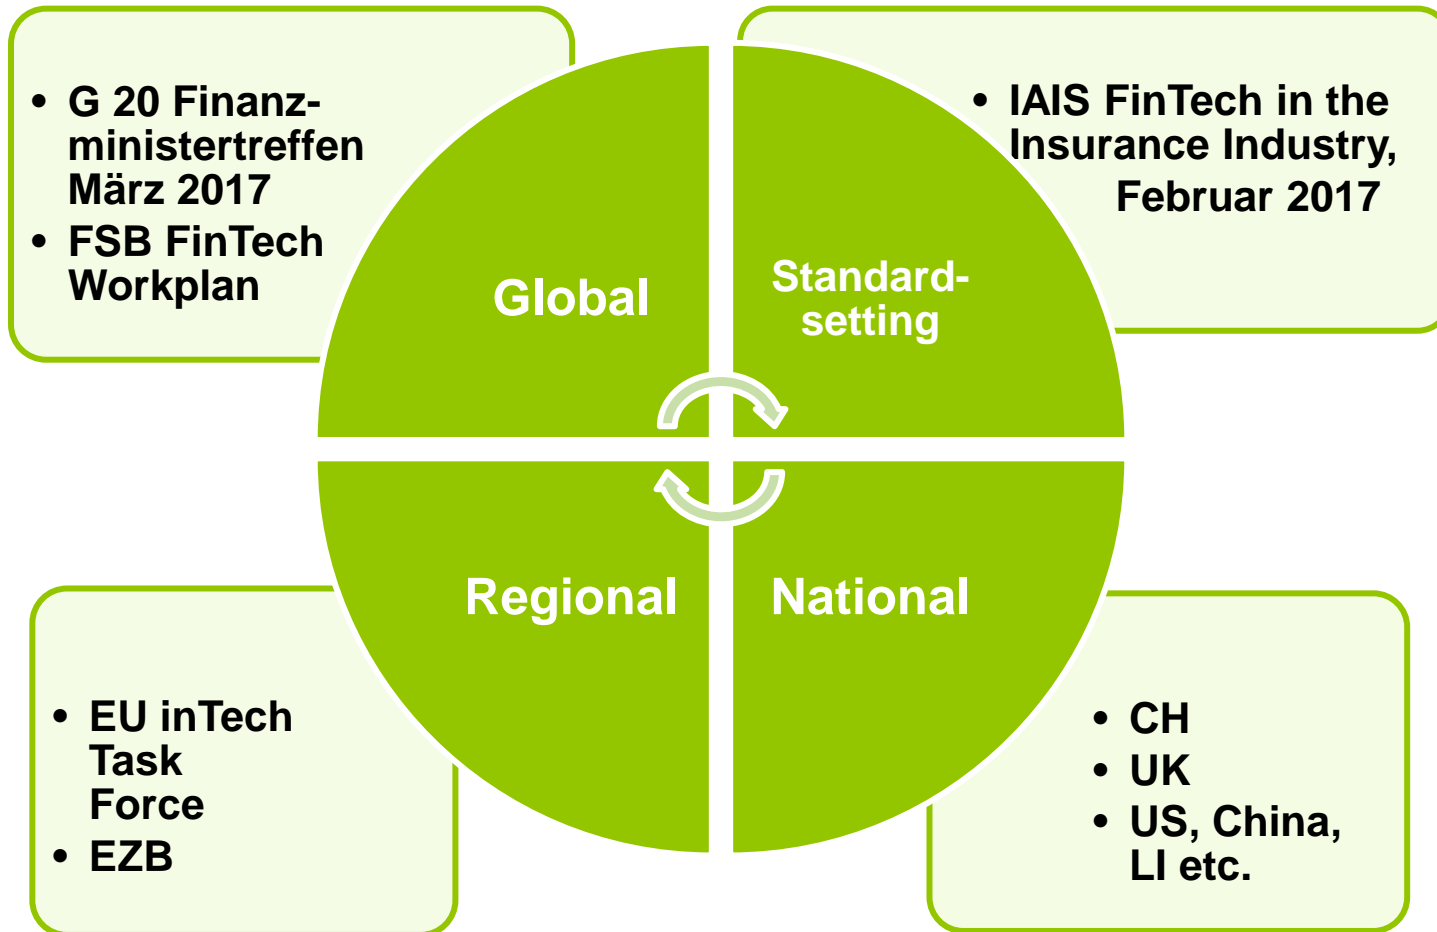 • G 20 Finanz-
ministertreffen
März 2017
• FSB FinTech
Workplan
Global
• IAIS FinTech in the
Insurance Industry,
Februar 2017
Standard-
setting
Regional
• EU inTech
Task
Force
• EZB
National
• CH
• UK
• US, China,
LI etc.